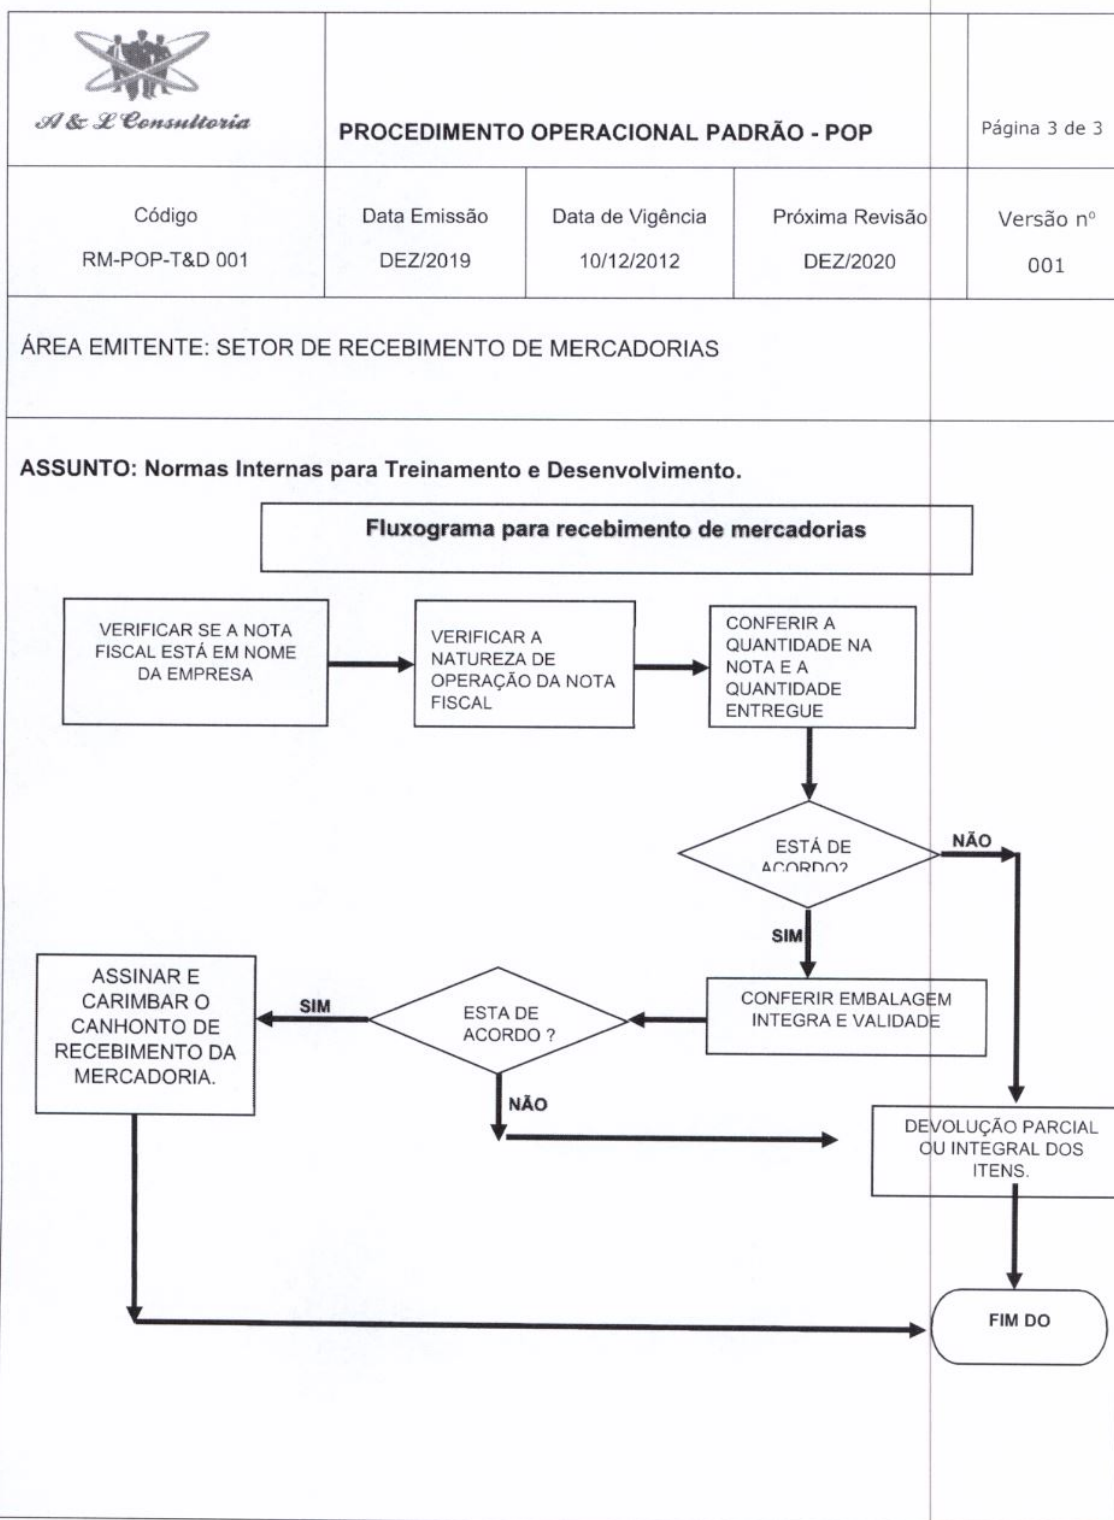 A & L Consultoria
PROCEDIMENTO OPERACIONAL PADRÃO - POP
Página 3 de 3
Código
RM-POP-T&D 001
Data Emissão
DEZ/2019
Data de Vigência
10/12/2012
Próxima Revisão
DEZ/2020
Versão nº
001
ÁREA EMITENTE: SETOR DE RECEBIMENTO DE MERCADORIAS
ASSUNTO: Normas Internas para Treinamento e Desenvolvimento.
Fluxograma para recebimento de mercadorias
VERIFICAR SE A NOTA
FISCAL ESTÁ EM NOME
DA EMPRESA
VERIFICAR A
NATUREZA DE
OPERAÇÃO DA NOTA
FISCAL
CONFERIR A
QUANTIDADE NA
NOTA E A
QUANTIDADE
ENTREGUE
ESTÁ DE
ACORDO?
NÃO
SIM
CONFERIR EMBALAGEM
INTEGRA E VALIDADE
ESTA DE
ACORDO ?
SIM
ASSINAR E
CARIMBAR O
CANHONTO DE
RECEBIMENTO DA
MERCADORIA.
NÃO
DEVOLUÇÃO PARCIAL
OU INTEGRAL DOS
ITENS.
FIM DO